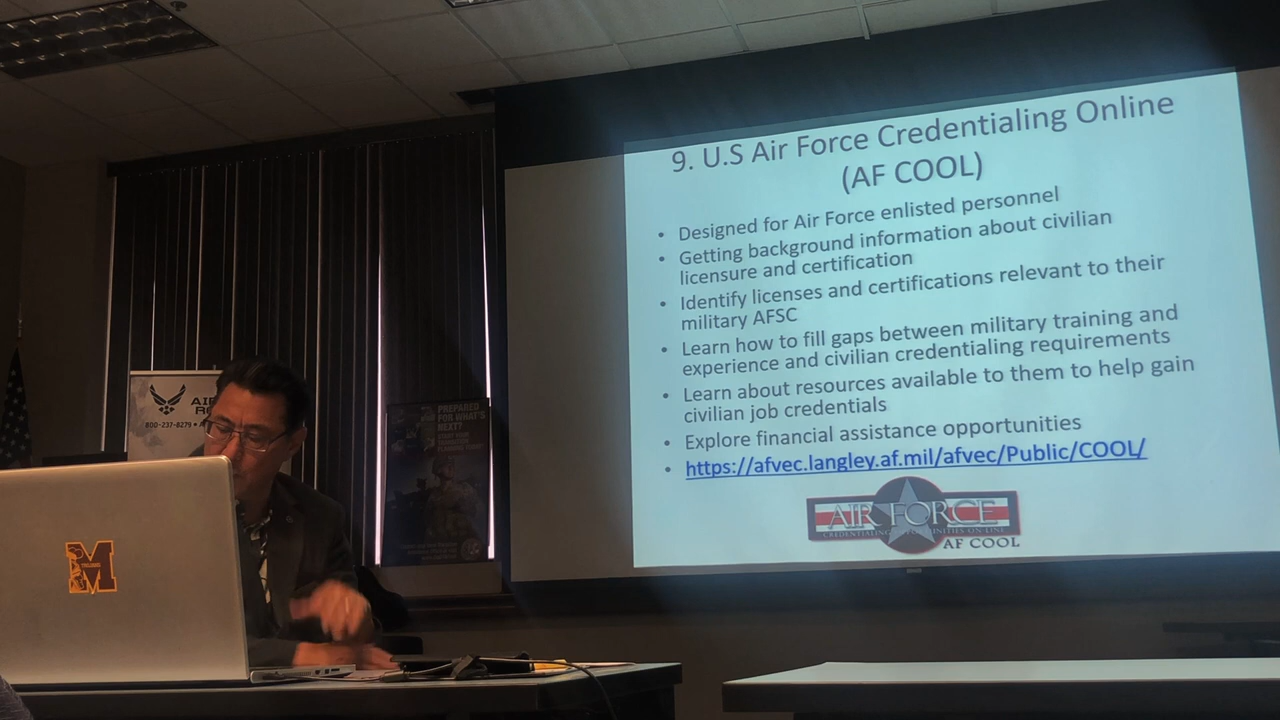 9. U.S Air Force Credentialing Online
(AF COOL)
• Designed for Air Force enlisted personnel
• Getting background information about civilian
licensure and certification
• Identify licenses and certifications relevant to their
military AFSC
• Learn how to fill gaps between military training and
experience and civilian credentialing requirements
• Learn about resources available to them to help gain
civilian job credentials
• Explore financial assistance opportunities
• https://afvec.langley.af.mil/afvec/Public/COOL/
AIR FORCE
AF COOL
AI
800-237-8279
PREPARED
FOR WHAT'S
NEXT?
M